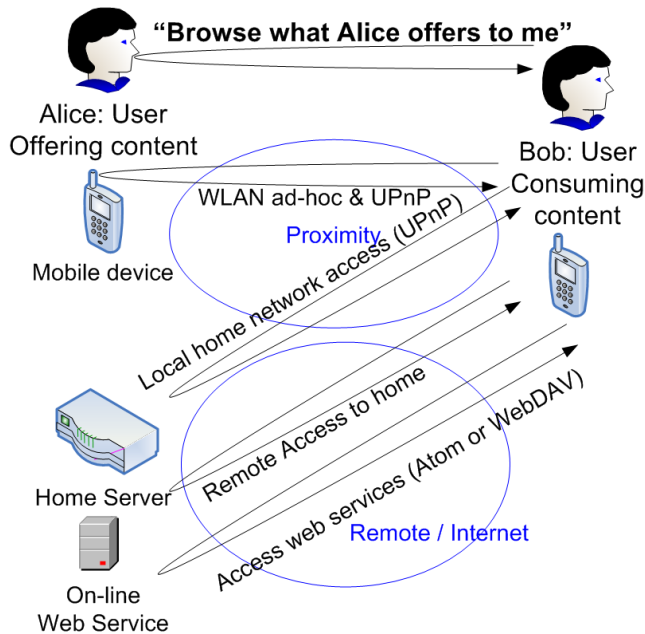 “Browse what Alice offers to me”
Alice: User
Offering content
Bob: User
Consuming
content
WLAN ad-hoc & UPnP
Proximity
Mobile device
Local home network access (UPnP)
Remote Access to home
Access web services (Atom or WebDAV)
Home Server
Remote / Internet
On-line
Web Service